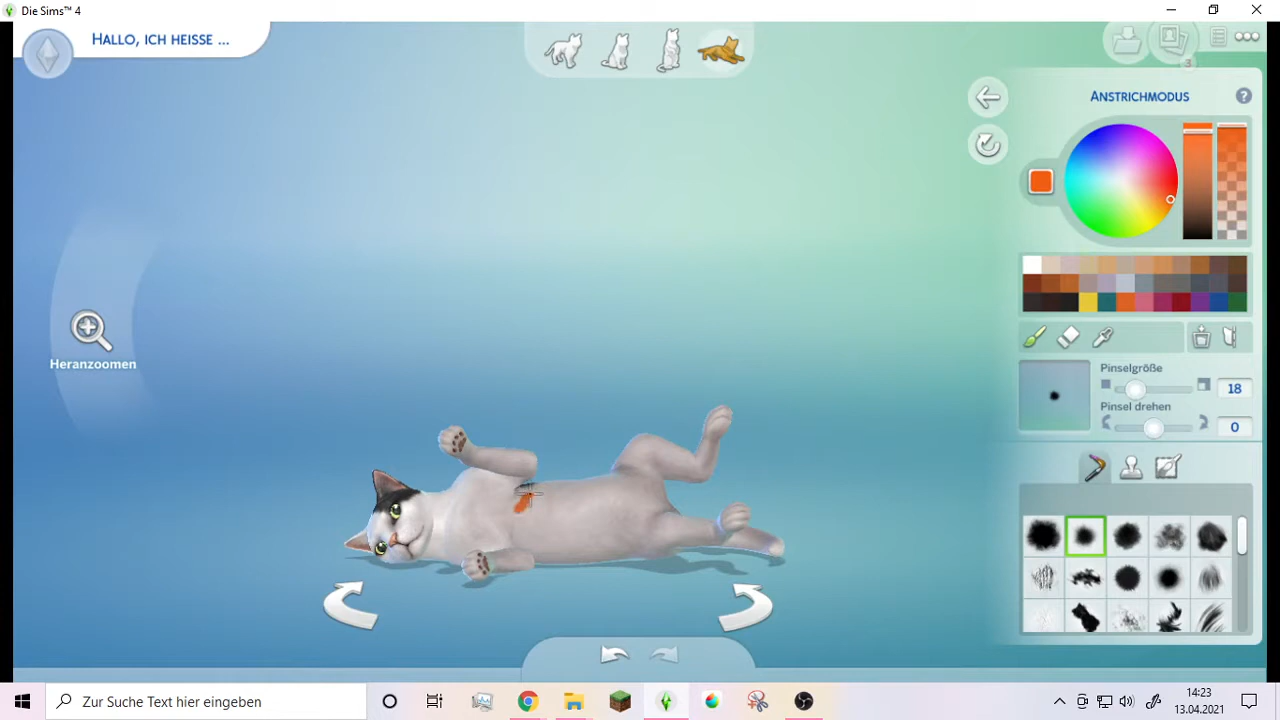 Die Sims™ 4
HALLO, ICH HEISSE ...
3
ANSTRICHMODUS
?
Heranzoomen
Pinselgröße
18
Pinsel drehen
0
Zur Suche Text hier eingeben
14:23
13.04.2021